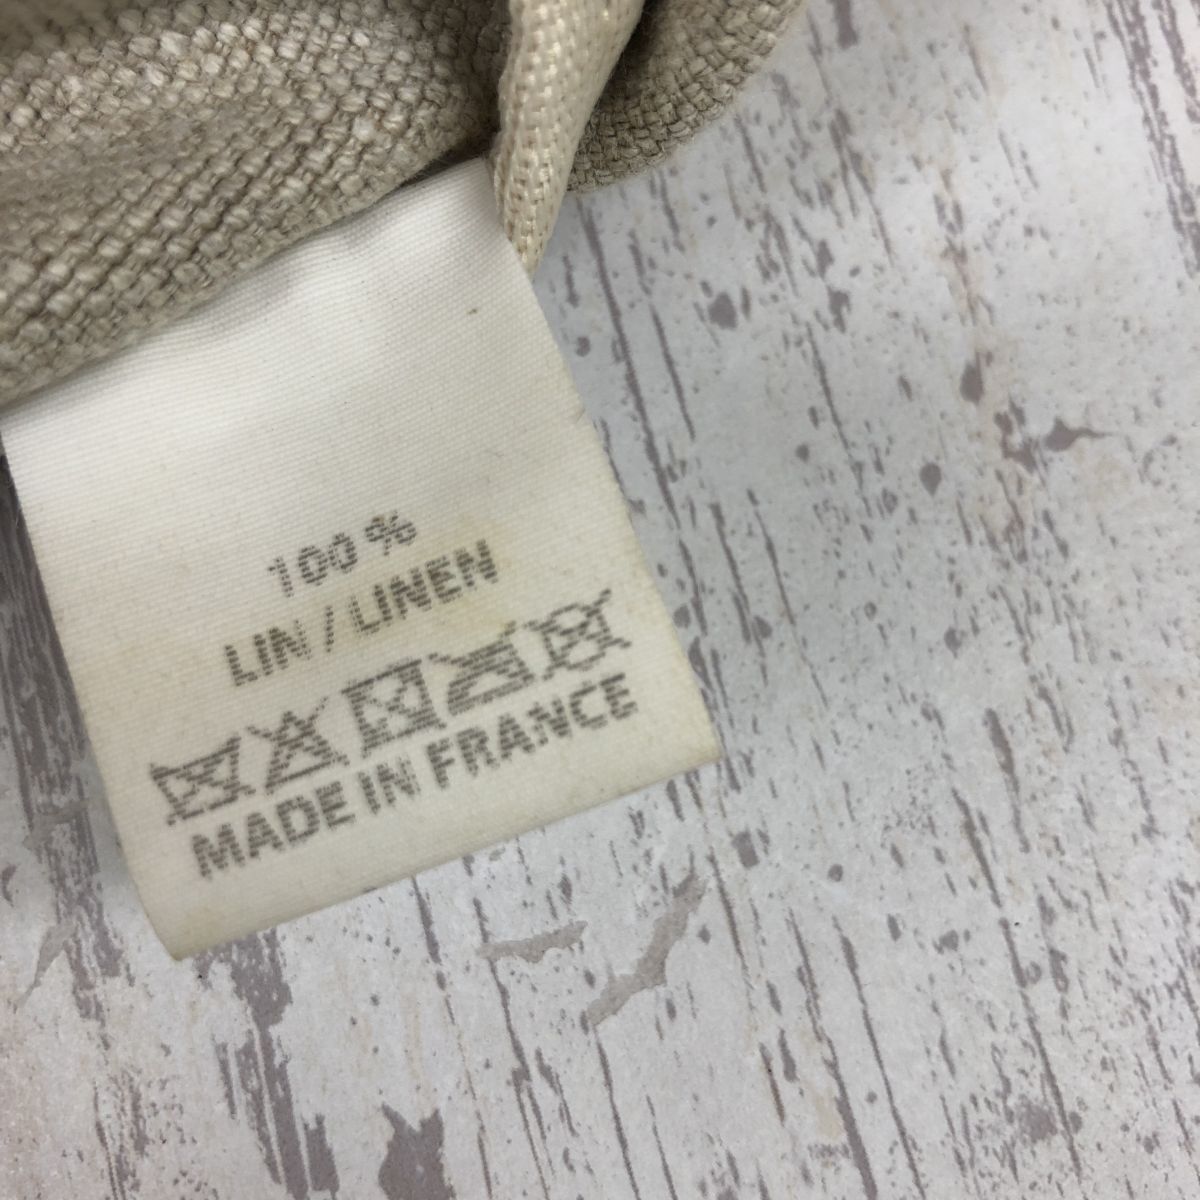 100 %
LIN / LINEN
MADE IN FRANCE